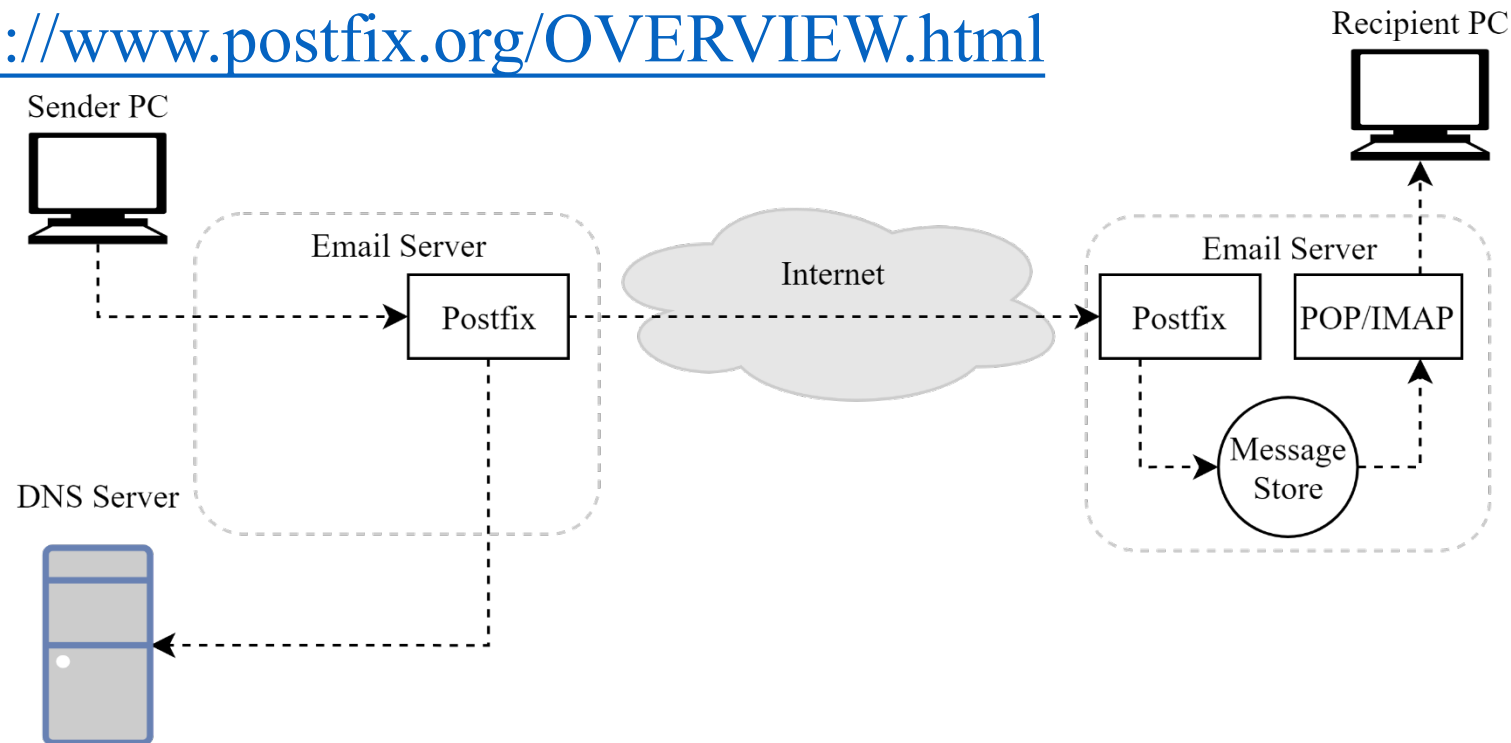 ://www.postfix.org/OVERVIEW.html
Recipient PC
Sender PC
Email Server
Internet
Email Server
Postfix
Postfix
POP/IMAP
Message
Store
DNS Server